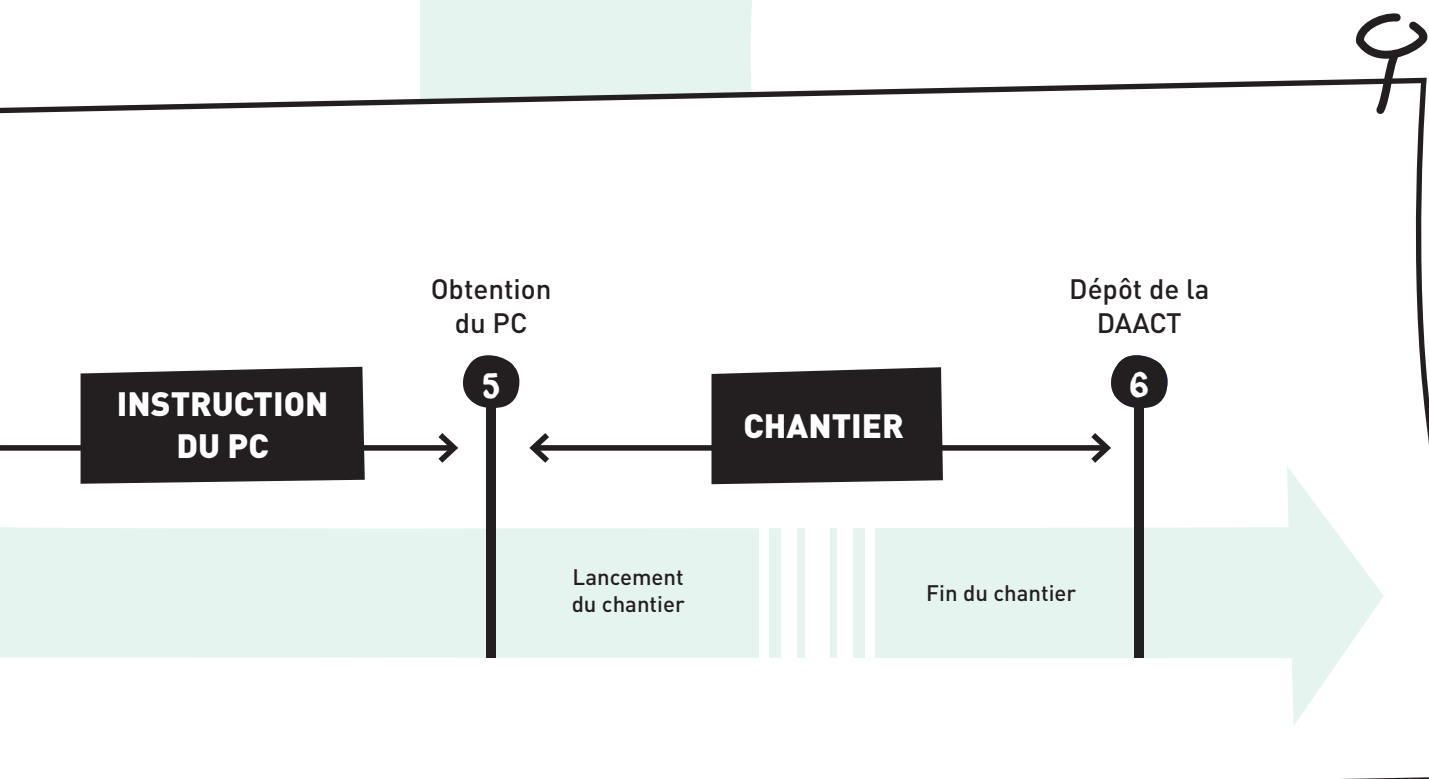 Obtention
du PC
Dépôt de la
DAACT
5
6
INSTRUCTION
DU PC
CHANTIER
Lancement
du chantier
Fin du chantier